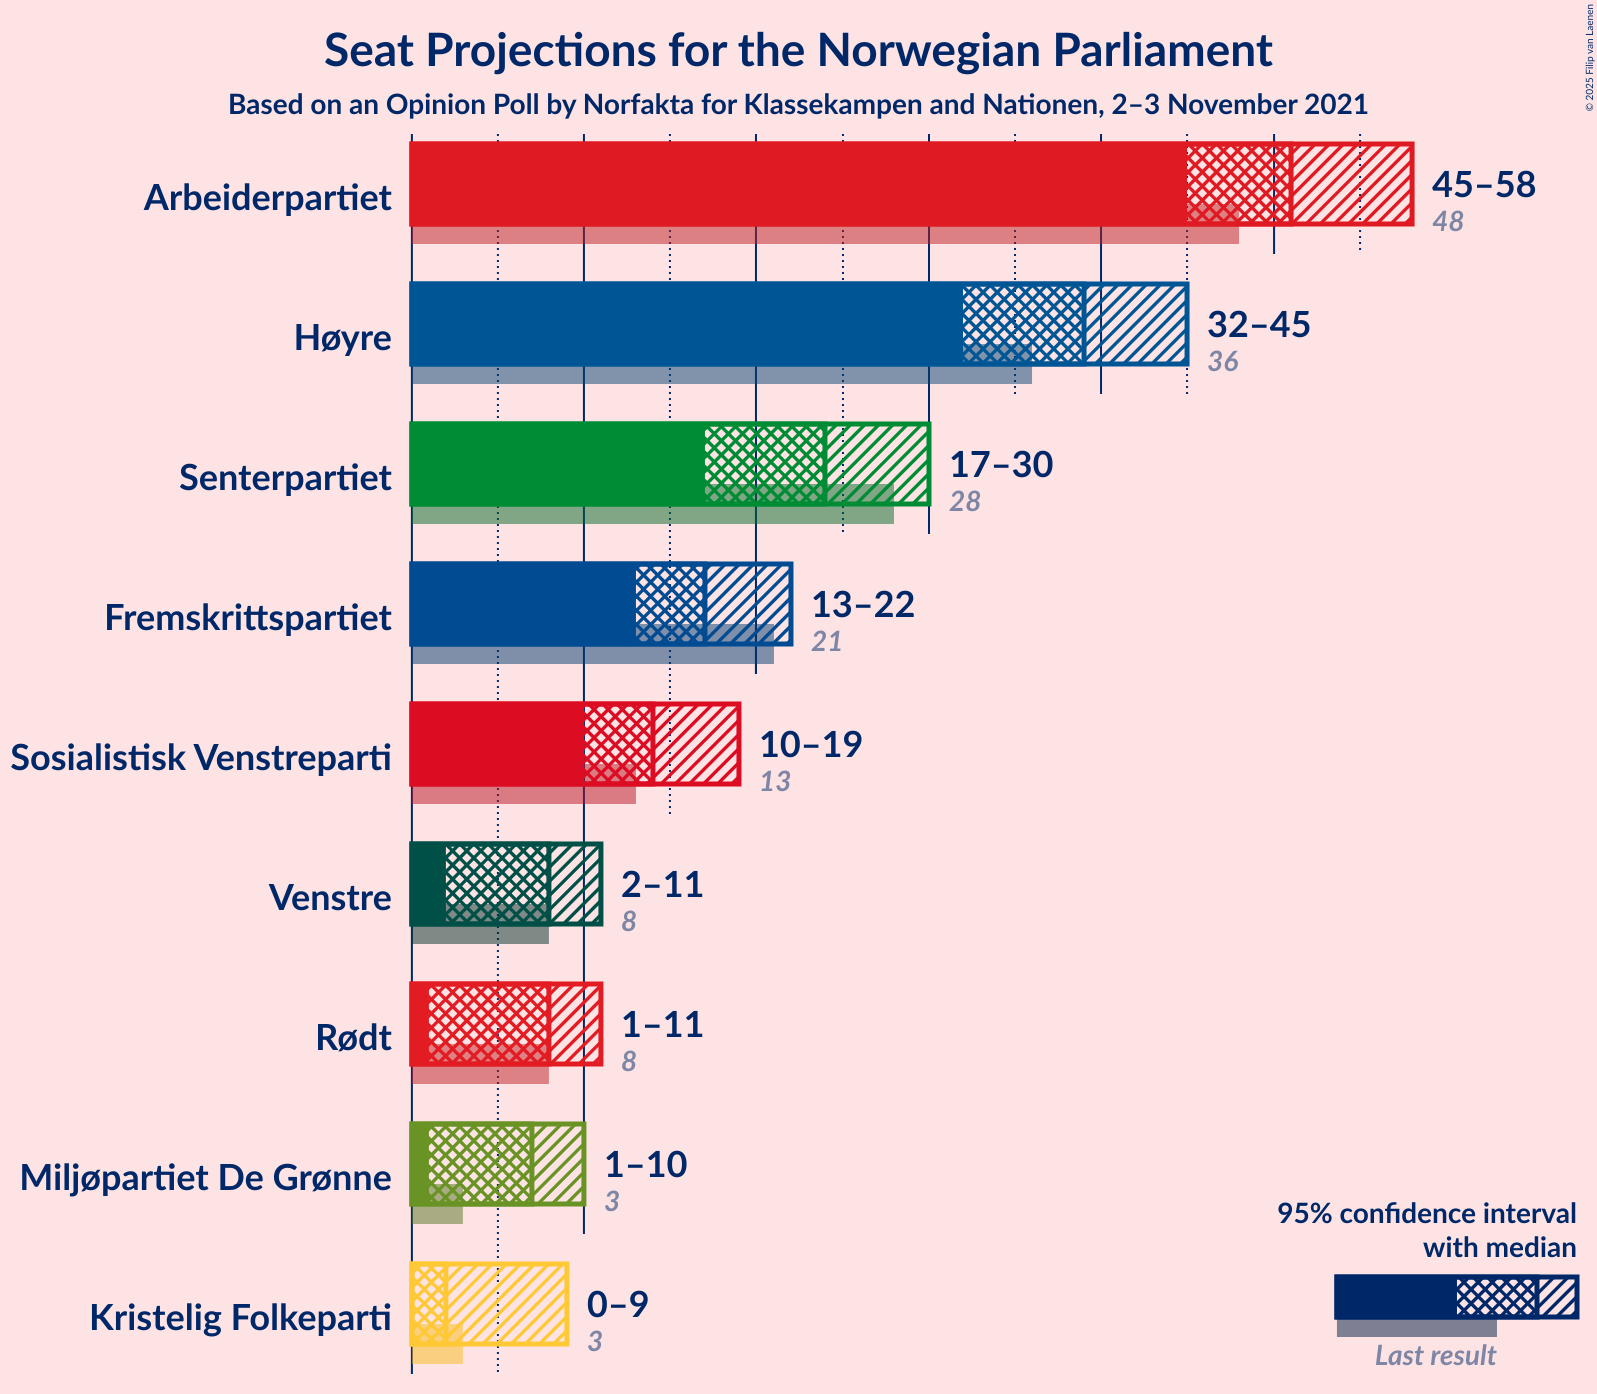 Seat Projections for the Norwegian Parliament
Based on an Opinion Poll by Norfakta for Klassekampen and Nationen, 2–3 November 2021
© 2025 Filip van Laenen
Arbeiderpartiet
45–58
48
Høyre
32–45
36
Senterpartiet
17–30
28
Fremskrittspartiet
13–22
21
Sosialistisk Venstreparti
10–19
13
Venstre
2–11
8
Rødt
1–11
8
Miljøpartiet De Grønne
1–10
3
Kristelig Folkeparti
0–9
3
95% confidence interval
with median
Last result